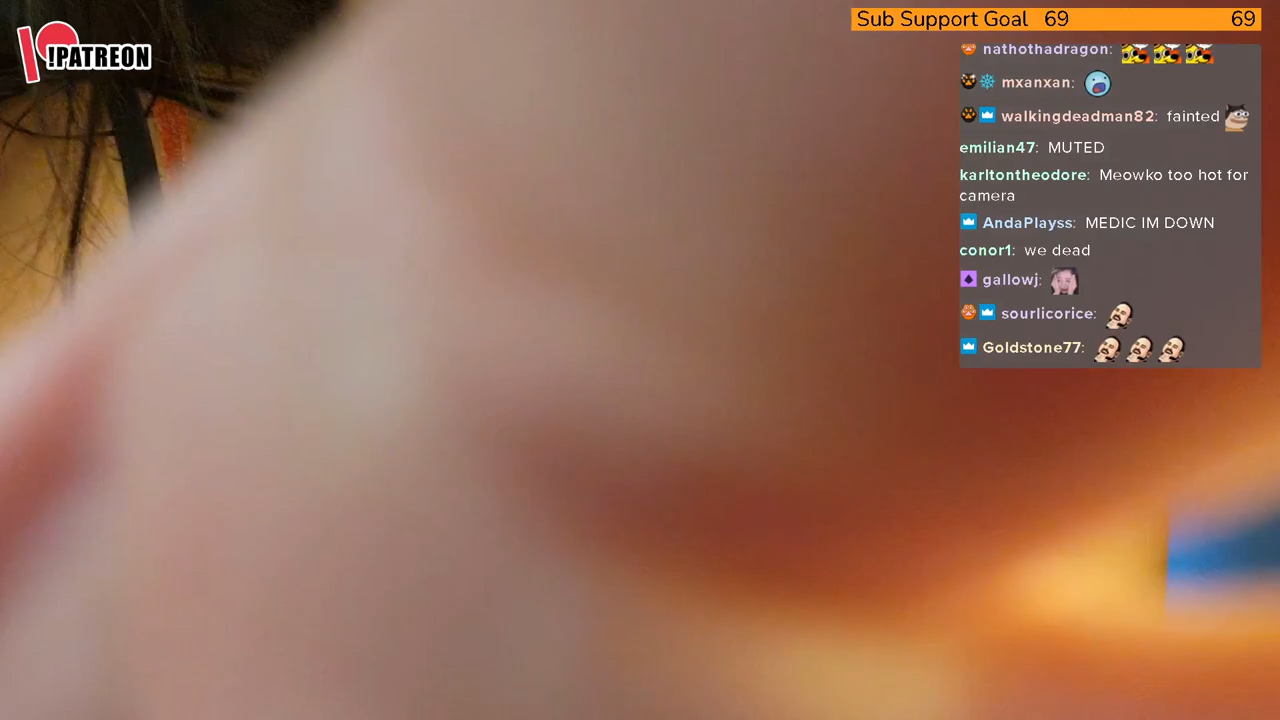 !PATREON
Sub Support Goal 69 69
nathothadragon:
mxanxan:
walkingdeadman82: fainted
emilian47: MUTED
karltontheodore: Meowko too hot for
camera
AndaPlayss: MEDIC IM DOWN
conor1: we dead
gallowj:
sourlicorice:
Goldstone77: